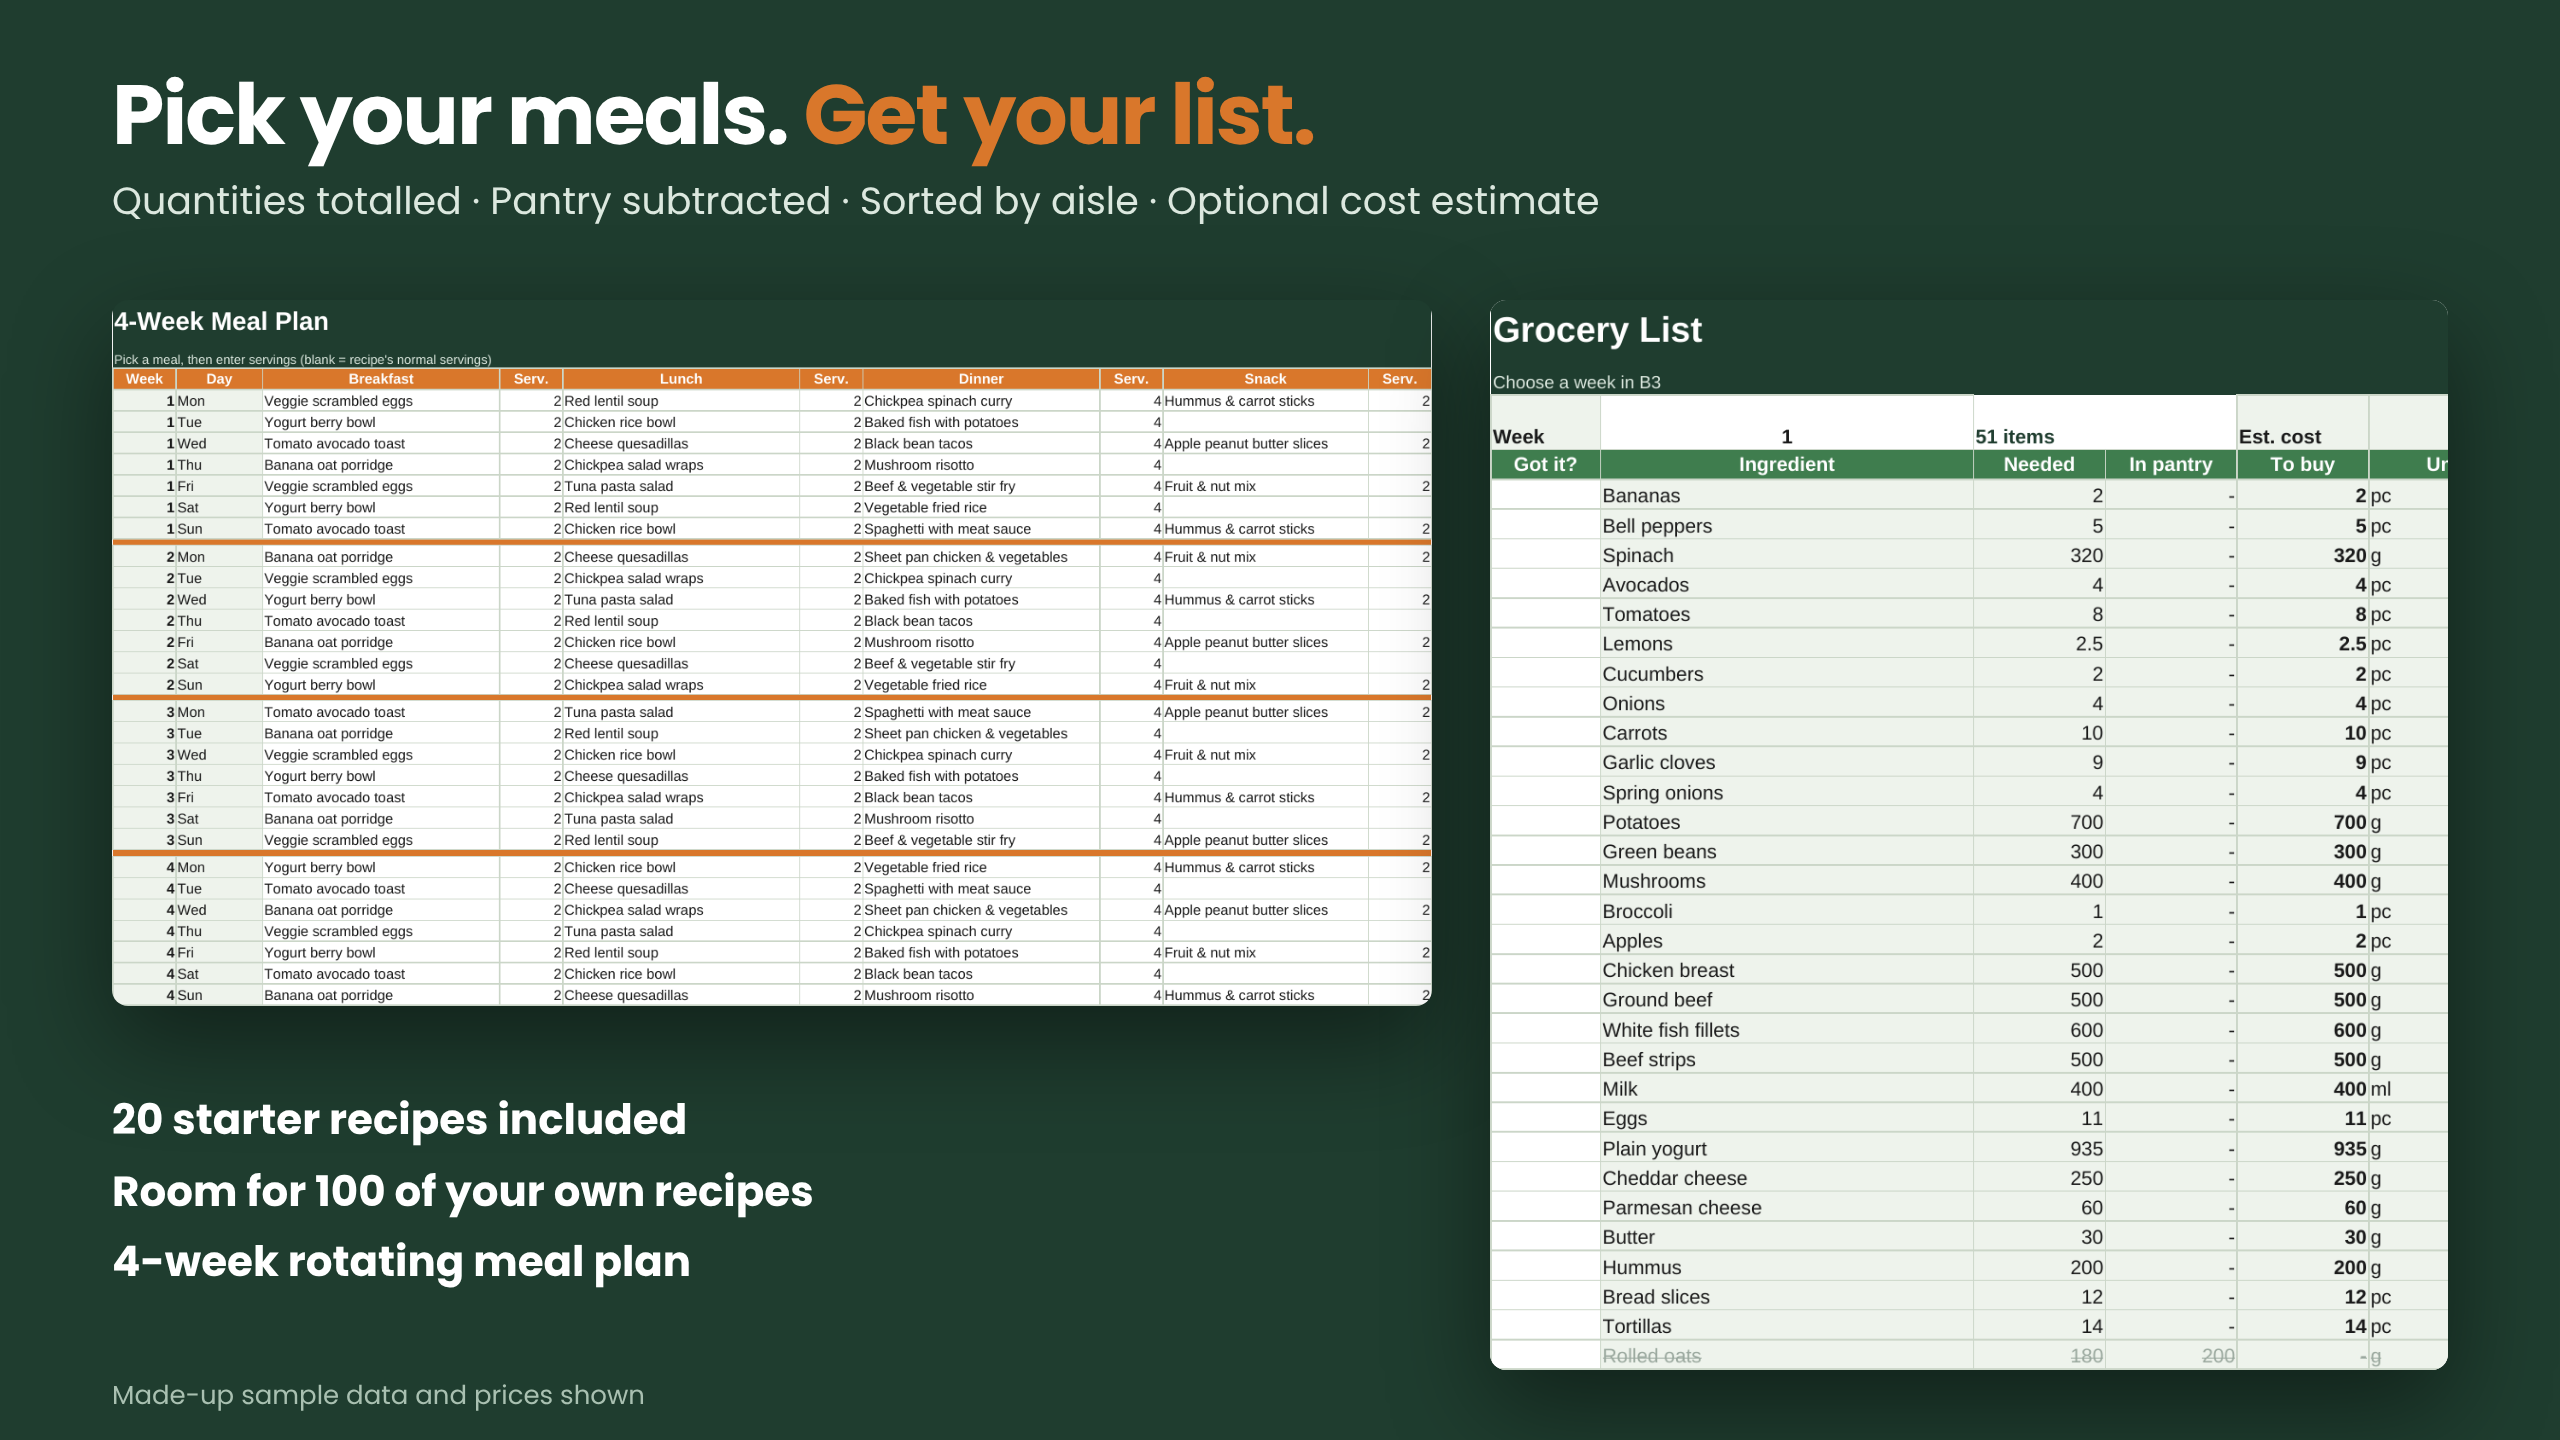 Pick your meals. Get your list.
Quantities totalled · Pantry subtracted · Sorted by aisle · Optional cost estimate
4-Week Meal Plan
Pick a meal, then enter servings (blank = recipe's normal servings)
Week Day Breakfast Serv. Lunch Serv. Dinner Serv. Snack Serv.
1 Mon Veggie scrambled eggs 2 Red lentil soup 2 Chickpea spinach curry 4 Hummus & carrot sticks 2
1 Tue Yogurt berry bowl 2 Chicken rice bowl 2 Baked fish with potatoes 4
1 Wed Tomato avocado toast 2 Cheese quesadillas 2 Black bean tacos 4 Apple peanut butter slices 2
1 Thu Banana oat porridge 2 Chickpea salad wraps 2 Mushroom risotto 4
1 Fri Veggie scrambled eggs 2 Tuna pasta salad 2 Beef & vegetable stir fry 4 Fruit & nut mix 2
1 Sat Yogurt berry bowl 2 Red lentil soup 2 Vegetable fried rice 4
1 Sun Tomato avocado toast 2 Chicken rice bowl 2 Spaghetti with meat sauce 4 Hummus & carrot sticks 2
2 Mon Banana oat porridge 2 Cheese quesadillas 2 Sheet pan chicken & vegetables 4 Fruit & nut mix 2
2 Tue Veggie scrambled eggs 2 Chickpea salad wraps 2 Chickpea spinach curry 4
2 Wed Yogurt berry bowl 2 Tuna pasta salad 2 Baked fish with potatoes 4 Hummus & carrot sticks 2
2 Thu Tomato avocado toast 2 Red lentil soup 2 Black bean tacos 4
2 Fri Banana oat porridge 2 Chicken rice bowl 2 Mushroom risotto 4 Apple peanut butter slices 2
2 Sat Veggie scrambled eggs 2 Cheese quesadillas 2 Beef & vegetable stir fry 4
2 Sun Yogurt berry bowl 2 Chickpea salad wraps 2 Vegetable fried rice 4 Fruit & nut mix 2
3 Mon Tomato avocado toast 2 Tuna pasta salad 2 Spaghetti with meat sauce 4 Apple peanut butter slices 2
3 Tue Banana oat porridge 2 Red lentil soup 2 Sheet pan chicken & vegetables 4
3 Wed Veggie scrambled eggs 2 Chicken rice bowl 2 Chickpea spinach curry 4 Fruit & nut mix 2
3 Thu Yogurt berry bowl 2 Cheese quesadillas 2 Baked fish with potatoes 4
3 Fri Tomato avocado toast 2 Chickpea salad wraps 2 Black bean tacos 4 Hummus & carrot sticks 2
3 Sat Banana oat porridge 2 Tuna pasta salad 2 Mushroom risotto 4
3 Sun Veggie scrambled eggs 2 Red lentil soup 2 Beef & vegetable stir fry 4 Apple peanut butter slices 2
4 Mon Yogurt berry bowl 2 Chicken rice bowl 2 Vegetable fried rice 4 Hummus & carrot sticks 2
4 Tue Tomato avocado toast 2 Cheese quesadillas 2 Spaghetti with meat sauce 4
4 Wed Banana oat porridge 2 Chickpea salad wraps 2 Sheet pan chicken & vegetables 4 Apple peanut butter slices 2
4 Thu Veggie scrambled eggs 2 Tuna pasta salad 2 Chickpea spinach curry 4
4 Fri Yogurt berry bowl 2 Red lentil soup 2 Baked fish with potatoes 4 Fruit & nut mix 2
4 Sat Tomato avocado toast 2 Chicken rice bowl 2 Black bean tacos 4
4 Sun Banana oat porridge 2 Cheese quesadillas 2 Mushroom risotto 4 Hummus & carrot sticks 2
20 starter recipes included
Room for 100 of your own recipes
4-week rotating meal plan
Made-up sample data and prices shown
Grocery List
Choose a week in B3
Week 1 51 items Est. cost
Got it? Ingredient Needed In pantry To buy
Bananas 2 - 2 pc
Bell peppers 5 - 5 pc
Spinach 320 - 320 g
Avocados 4 - 4 pc
Tomatoes 8 - 8 pc
Lemons 2.5 - 2.5 pc
Cucumbers 2 - 2 pc
Onions 4 - 4 pc
Carrots 10 - 10 pc
Garlic cloves 9 - 9 pc
Spring onions 4 - 4 pc
Potatoes 700 - 700 g
Green beans 300 - 300 g
Mushrooms 400 - 400 g
Broccoli 1 - 1 pc
Apples 2 - 2 pc
Chicken breast 500 - 500 g
Ground beef 500 - 500 g
White fish fillets 600 - 600 g
Beef strips 500 - 500 g
Milk 400 - 400 ml
Eggs 11 - 11 pc
Plain yogurt 935 - 935 g
Cheddar cheese 250 - 250 g
Parmesan cheese 60 - 60 g
Butter 30 - 30 g
Hummus 200 - 200 g
Bread slices 12 - 12 pc
Tortillas 14 - 14 pc
Rolled oats 180 200 - g